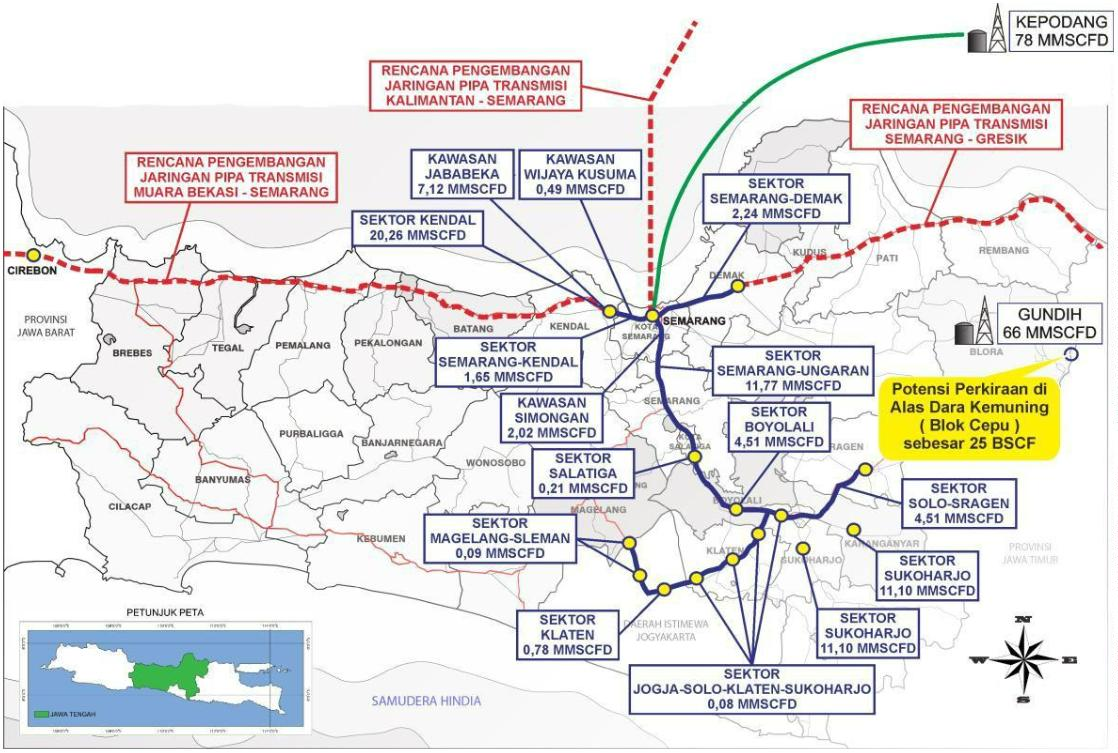 KEPODANG
78 MMSCFD
RENCANA PENGEMBANGAN
JARINGAN PIPA TRANSMISI
KALIMANTAN - SEMARANG
RENCANA PENGEMBANGAN
JARINGAN PIPA TRANSMISI
SEMARANG - GRESIK
RENCANA PENGEMBANGAN
JARINGAN PIPA TRANSMISI
MUARA BEKASI - SEMARANG
KAWASAN
JABABEKA
7,12 MMSCFD
KAWASAN
WIJAYA KUSUMA
0,49 MMSCFD
SEKTOR
SEMARANG-DEMAK
2,24 MMSCFD
SEKTOR KENDAL
20,26 MMSCFD
CIREBON
KUDUS
PATI
REMBANG
DEMAK
PROVINSI
JAWA BARAT
BREBES
TEGAL
PEMALANG
PEKALONGAN
BATANG
KENDAL
KOTA
SEMARANG
SEMARANG
GUNDIH
66 MMSCFD
BLORA
SEKTOR
SEMARANG-KENDAL
1,65 MMSCFD
SEKTOR
SEMARANG-UNGARAN
11,77 MMSCFD
Potensi Perkiraan di
Alas Dara Kemuning
( Blok Cepu )
sebesar 25 BSCF
KAWASAN
SIMONGAN
2,02 MMSCFD
SEMARANG
SEKTOR
BOYOLALI
4,51 MMSCFD
PURBALIGGA
BANJARNEGARA
WONOSOBO
KOTA
SALATIGA
RAGEN
SEKTOR
SALATIGA
0,21 MMSCFD
NG
BANYUMAS
CILACAP
MAGELANG
BOYOLALI
SEKTOR
SOLO-SRAGEN
4,51 MMSCFD
KEBUMEN
SEKTOR
MAGELANG-SLEMAN
0,09 MMSCFD
KLATEN
SUKOHARJO
KARANGANYAR
PROVINSI
JAWA TIMUR
SEKTOR
SUKOHARJO
11,10 MMSCFD
SEKTOR
KLATEN
0,78 MMSCFD
DAERAH ISTIMEWA
JOGYAKARTA
SEKTOR
SUKOHARJO
11,10 MMSCFD
SEKTOR
JOGJA-SOLO-KLATEN-SUKOHARJO
0,08 MMSCFD
PETUNJUK PETA
JAWA TENGAH
SAMUDERA HINDIA
N
W
E
S